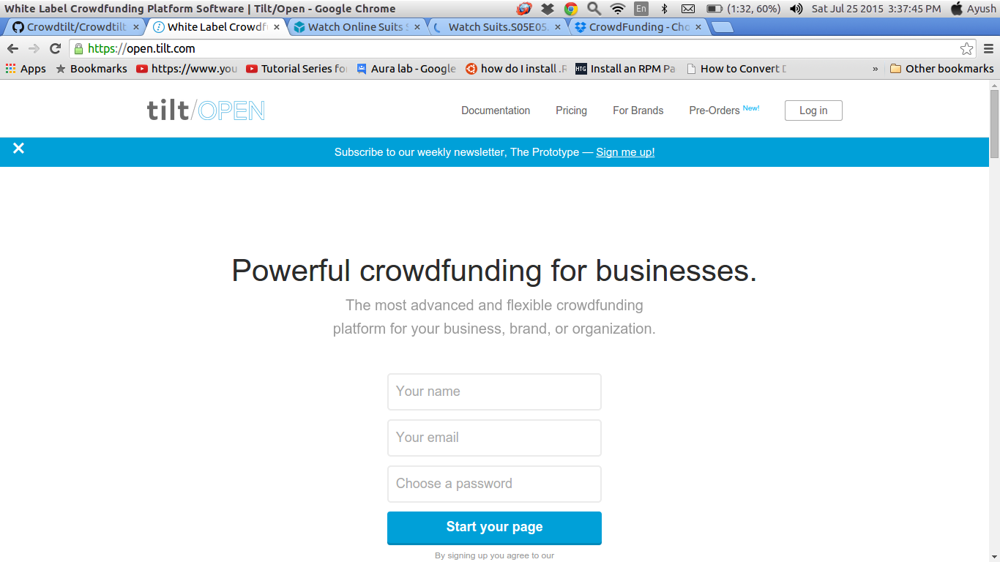 White Label Crowdfunding Platform Software | Tilt/Open - Google Chrome
En
(1:32, 60%)
Sat Jul 25 2015 3:37:45 PM
Ayush
Crowdtilt/Crowdtilt
White Label Crowdf
Watch Online Suits
Watch Suits.S05E05.
CrowdFunding - Cho
https://open.tilt.com
Apps
Bookmarks
https://www.you
Tutorial Series fo
Aura lab - Google
how do I install .R
HTG
Install an RPM Pa
How to Convert
»
Other bookmarks
tilt/OPEN
Documentation
Pricing
For Brands
Pre-Orders New!
Log in
Subscribe to our weekly newsletter, The Prototype — Sign me up!
Powerful crowdfunding for businesses.
The most advanced and flexible crowdfunding
platform for your business, brand, or organization.
Your name
Your email
Choose a password
Start your page
By signing up you agree to our